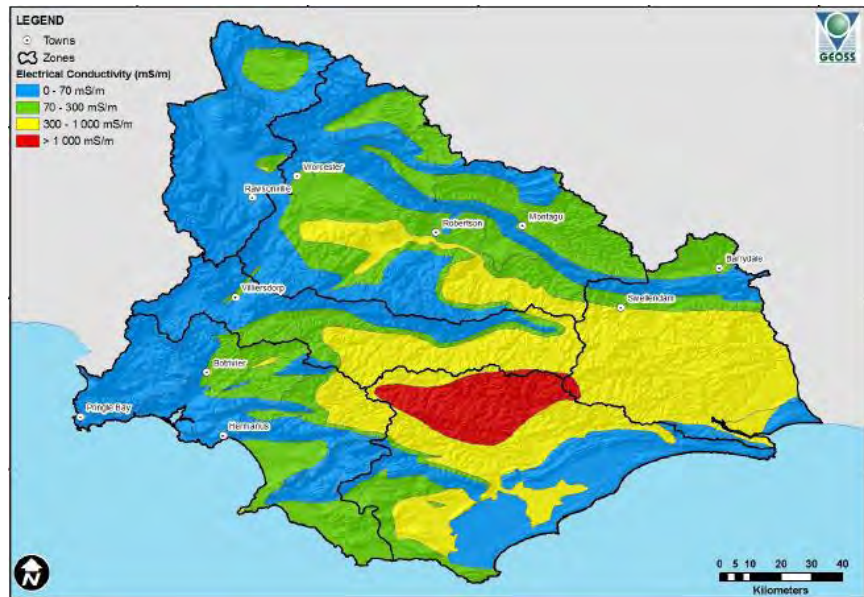 LEGEND
Towns
Zones
Electrical Conductivity (mS/m)
0 - 70 mS/m
70 - 300 mS/m
300 - 1 000 mS/m
> 1 000 mS/m
GEOSS
Worcester
Rawsonville
Robertson
Montagu
Barrydale
Villiersdorp
Swellendam
Botrivier
Pringle Bay
Hermanus
N
0 5 10 20 30 40
Kilometers